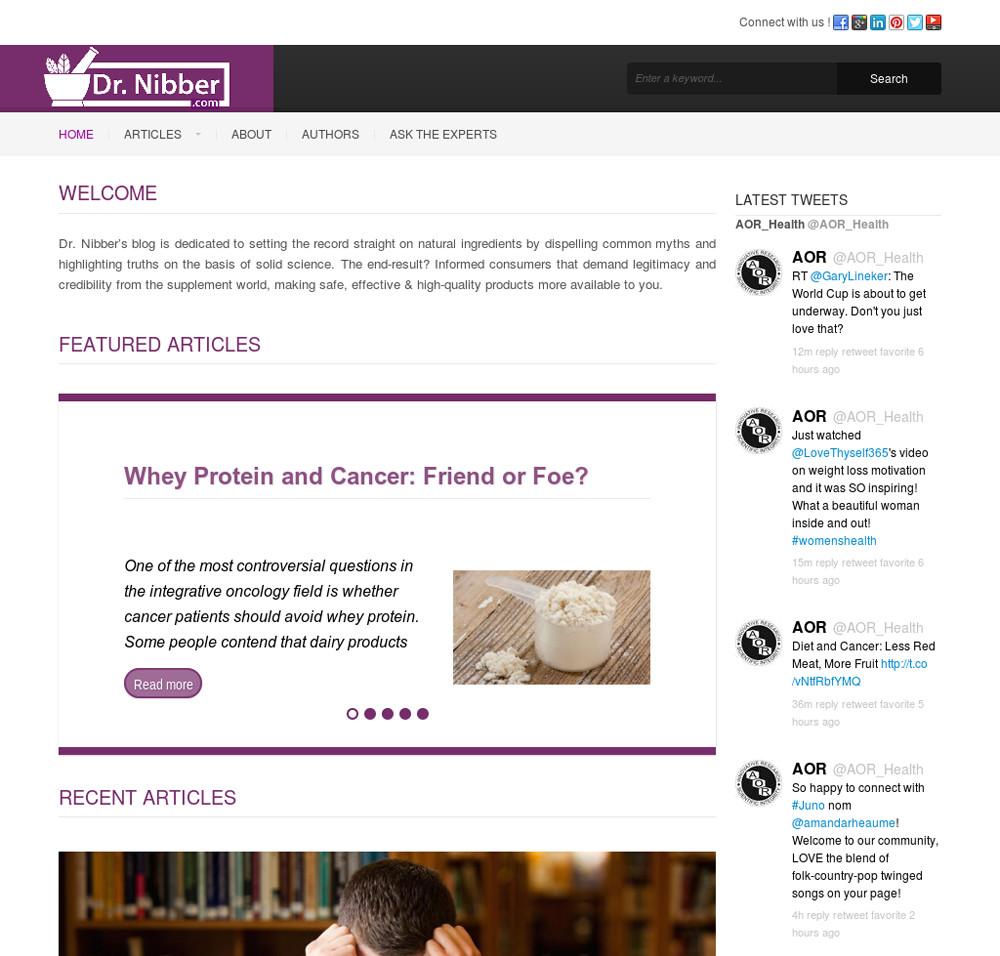 Connect with us !
Dr. Nibber
.com
Enter a keyword...
Search
HOME
ARTICLES
ABOUT
AUTHORS
ASK THE EXPERTS
WELCOME
Dr. Nibber's blog is dedicated to setting the record straight on natural ingredients by dispelling common myths and
highlighting truths on the basis of solid science. The end-result? Informed consumers that demand legitimacy and
credibility from the supplement world, making safe, effective & high-quality products more available to you.
FEATURED ARTICLES
Whey Protein and Cancer: Friend or Foe?
One of the most controversial questions in
the integrative oncology field is whether
cancer patients should avoid whey protein.
Some people contend that dairy products
Read more
RECENT ARTICLES
LATEST TWEETS
AOR_Health @AOR_Health
AOR @AOR_Health
RT @GaryLineker: The
World Cup is about to get
underway. Don't you just
love that?
12m reply retweet favorite 6
hours ago
AOR @AOR_Health
Just watched
@LoveThyself365's video
on weight loss motivation
and it was SO inspiring!
What a beautiful woman
inside and out!
#womenshealth
15m reply retweet favorite 6
hours ago
AOR @AOR_Health
Diet and Cancer: Less Red
Meat, More Fruit http://t.co
/vNtfRbfYMQ
36m reply retweet favorite 5
hours ago
AOR @AOR_Health
So happy to connect with
#Juno nom
@amandarheaume!
Welcome to our community,
LOVE the blend of
folk-country-pop twinged
songs on your page!
4h reply retweet favorite 2
hours ago